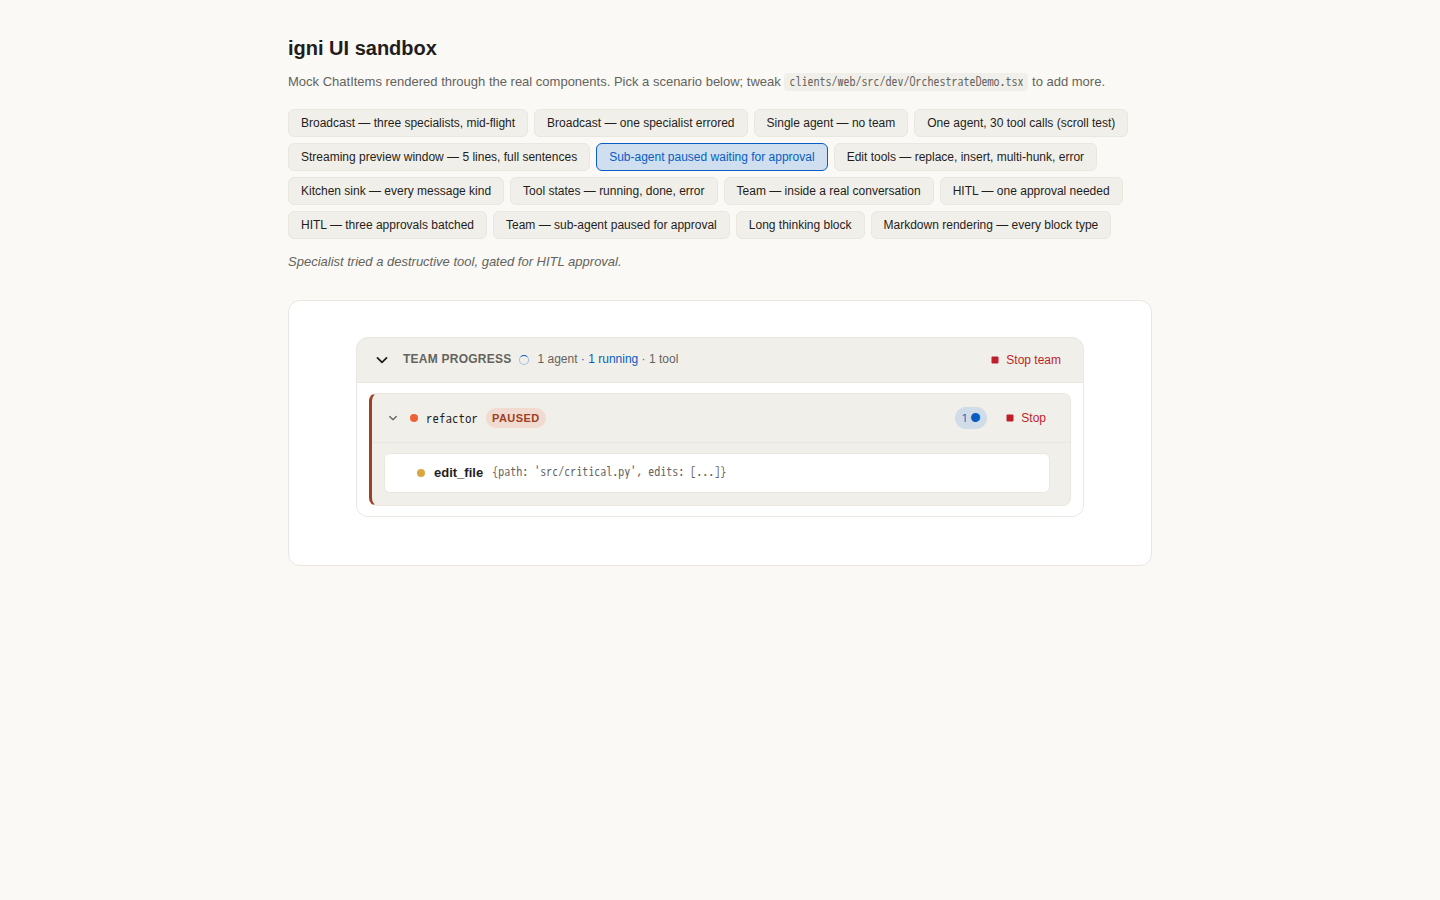 igni UI sandbox
Mock ChatItems rendered through the real components. Pick a scenario below; tweak clients/web/src/dev/OrchestrateDemo.tsx to add more.
Broadcast — three specialists, mid-flight
Broadcast — one specialist errored
Single agent — no team
One agent, 30 tool calls (scroll test)
Streaming preview window — 5 lines, full sentences
Sub-agent paused waiting for approval
Edit tools — replace, insert, multi-hunk, error
Kitchen sink — every message kind
Tool states — running, done, error
Team — inside a real conversation
HITL — one approval needed
HITL — three approvals batched
Team — sub-agent paused for approval
Long thinking block
Markdown rendering — every block type
Specialist tried a destructive tool, gated for HITL approval.
TEAM PROGRESS 1 agent · 1 running · 1 tool
Stop team
refactor PAUSED
1
Stop
edit_file {path: 'src/critical.py', edits: [...]}